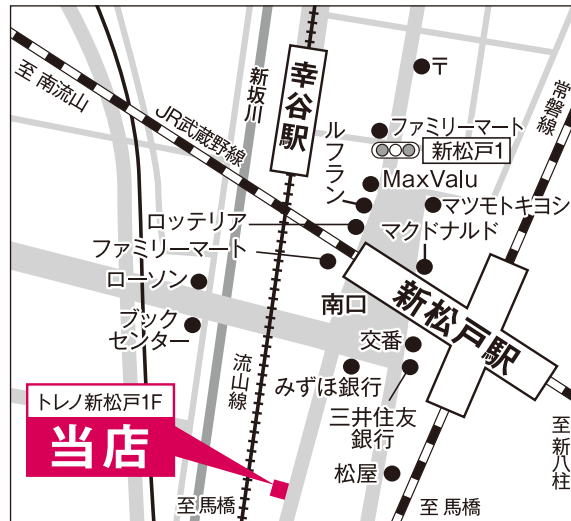 〒
至 南流山
JR武蔵野線
新坂川
幸谷駅
常磐線
ファミリーマート
新松戸1
ルフラン
MaxValu
マツモトキヨシ
ロッテリア
マクドナルド
ファミリーマート
ローソン
南口
新松戸駅
ブック
センター
交番
みずほ銀行
流山線
三井住友
銀行
トレノ新松戸1F
当店
松屋
至 新八柱
至 馬橋
至 馬橋